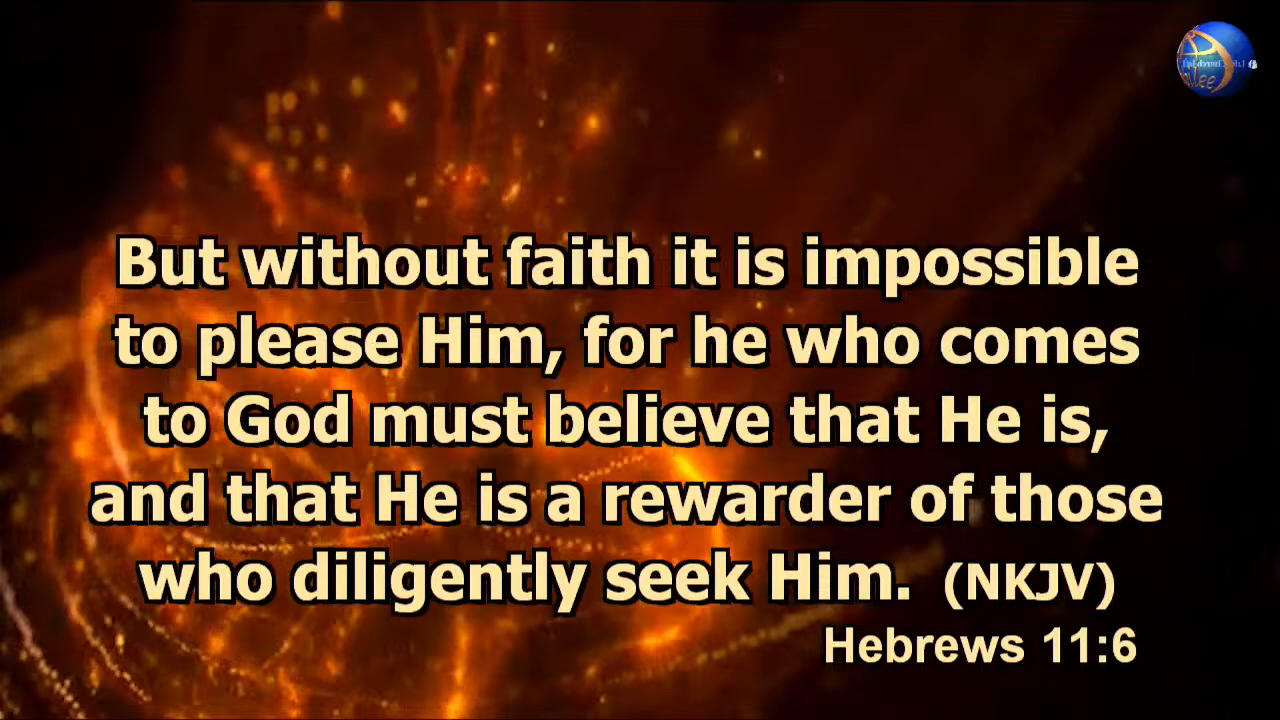 But without faith it is impossible
to please Him, for he who comes
to God must believe that He is,
and that He is a rewarder of those
who diligently seek Him. (NKJV)
Hebrews 11:6